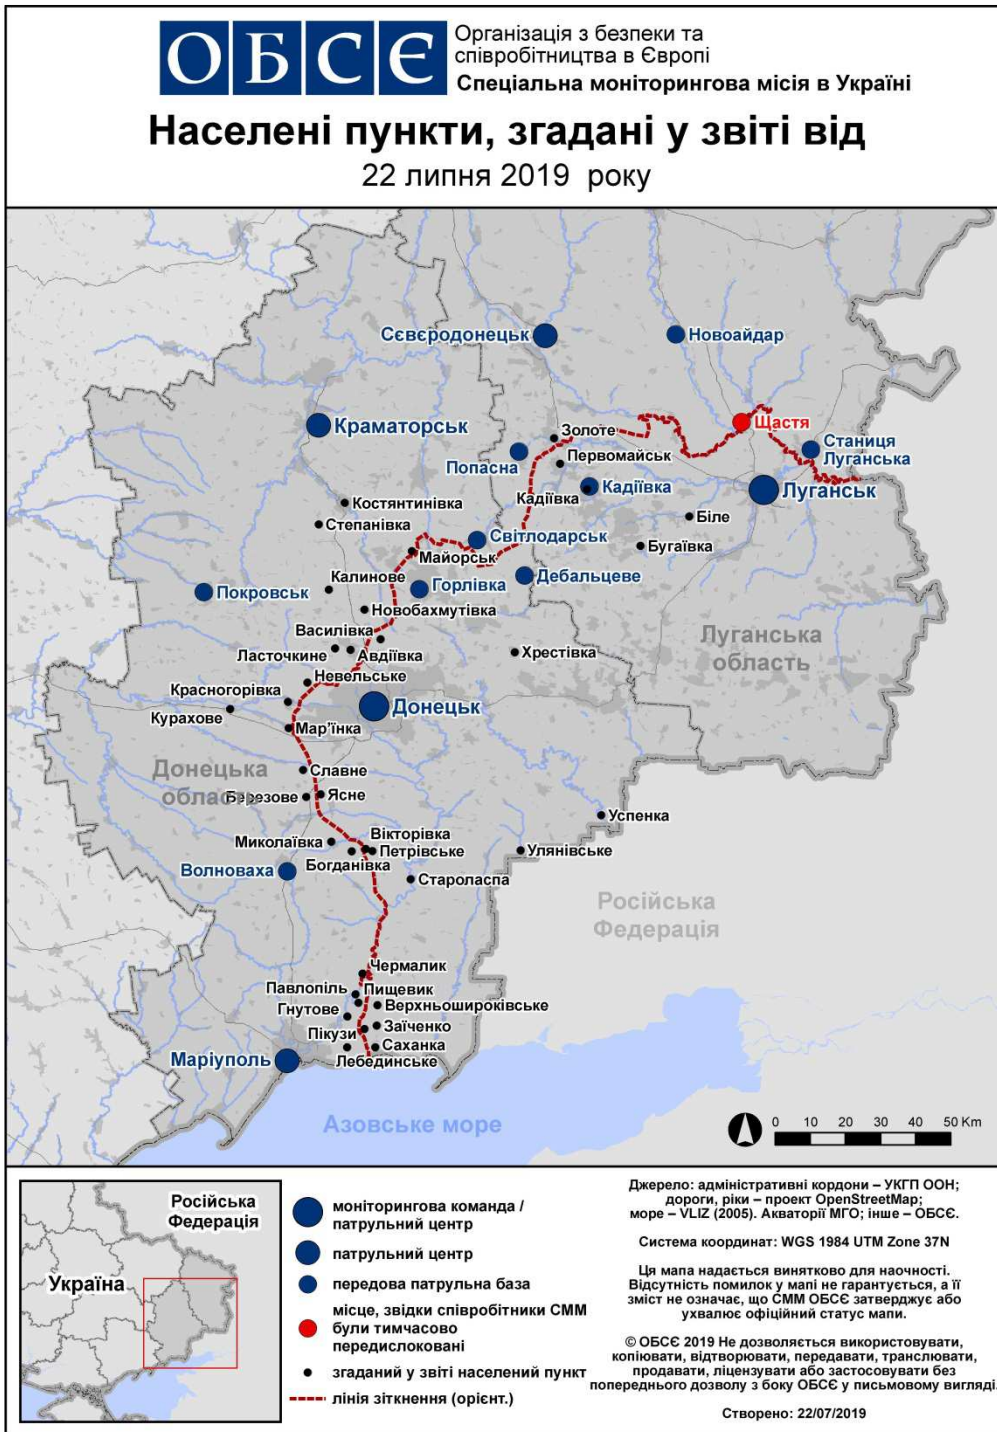 ОБСЄ
Організація з безпеки та
співробітництва в Європі
Спеціальна моніторингова місія в Україні
Населені пункти, згадані у звіті від
22 липня 2019 року
Сєвєродонецьк
Новоайдар
Краматорськ
Щастя
Золоте
Станиця
Луганська
Попасна
Первомайськ
Кадіївка
Кадіївка
Луганськ
Костянтинівка
Степанівка
Біле
Світлодарськ
Бугаївка
Майорськ
Калинове
Дебальцеве
Покровськ
Горлівка
Новобахмутівка
Василівка
Луганська
область
Ласточкине
Авдіївка
Хрестівка
Невельське
Красногорівка
Донецьк
Курахове
Мар'їнка
Донецька
область
Славне
Березове
Ясне
Успенка
Миколаївка
Вікторівка
Петрівське
Улянівське
Богданівка
Волноваха
Староласпа
Російська
Федерація
Чермалик
Павлопіль
Пищевик
Гнутове
Верхньошироківське
Пікузи
Заїченко
Саханка
Маріуполь
Лебединське
Азовське море
0 10 20 30 40 50 Km
Російська
Федерація
Україна
моніторингова команда /
патрульний центр
патрульний центр
передова патрульна база
місце, звідки співробітники СММ
були тимчасово
передислоковані
згаданий у звіті населений пункт
лінія зіткнення (орієнт.)
Джерело: адміністративні кордони – УКГП ООН;
дороги, ріки – проект OpenStreetMap;
море – VLIZ (2005). Акваторії МГО; інше – ОБСЄ.
Система координат: WGS 1984 UTM Zone 37N
Ця мапа надається винятково для наочності.
Відсутність помилок у мапі не гарантується, а її
зміст не означає, що СММ ОБСЄ затверджує або
ухвалює офіційний статус мапи.
© ОБСЄ 2019 Не дозволяється використовувати,
копіювати, відтворювати, передавати, транслювати,
продавати, ліцензувати або застосовувати без
попереднього дозволу з боку ОБСЄ у письмовому вигляді.
Створено: 22/07/2019